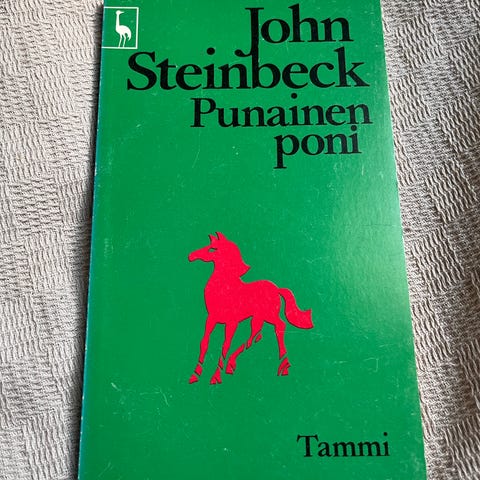 John
Steinbeck
Punainen
poni
Tammi